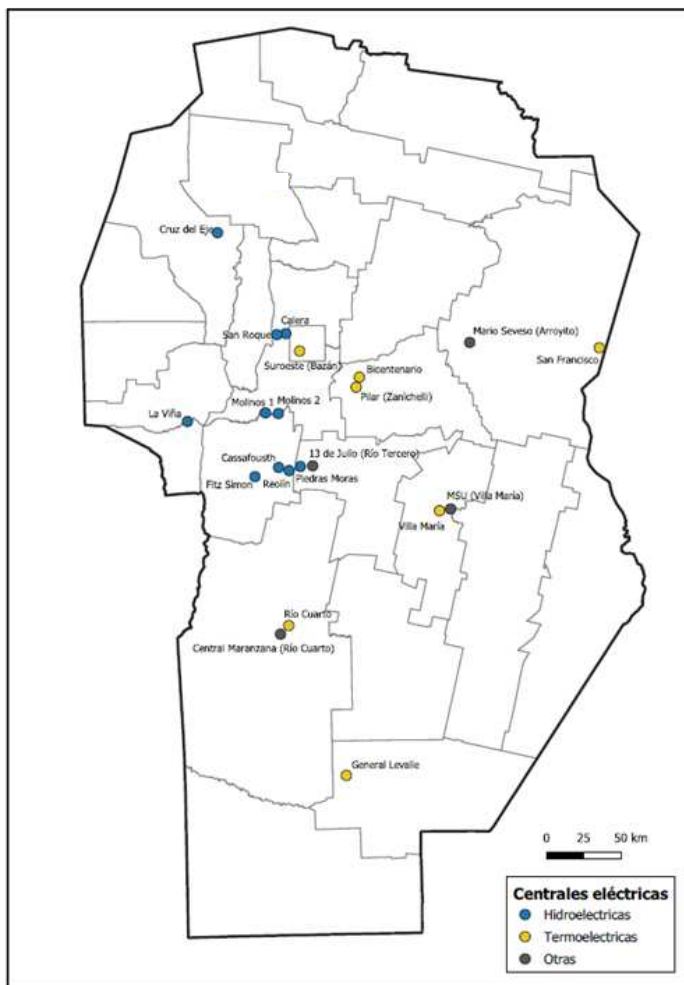 Cruz del Eje
Calera
San Roque
Mario Seveso (Arroyito)
San Francisco
Suroeste (Bazán)
Bicentenario
Pilar (Zanichelli)
Molinos 1
Molinos 2
La Viña
13 de Julio (Río Tercero)
Cassafousth
Fitz Simon
Reolín
Piedras Moras
MSU (Villa Maria)
Villa María
Río Cuarto
Central Maranzana (Río Cuarto)
General Levalle
0 25 50 km
Centrales eléctricas
Hidroelectricas
Termoelectricas
Otras